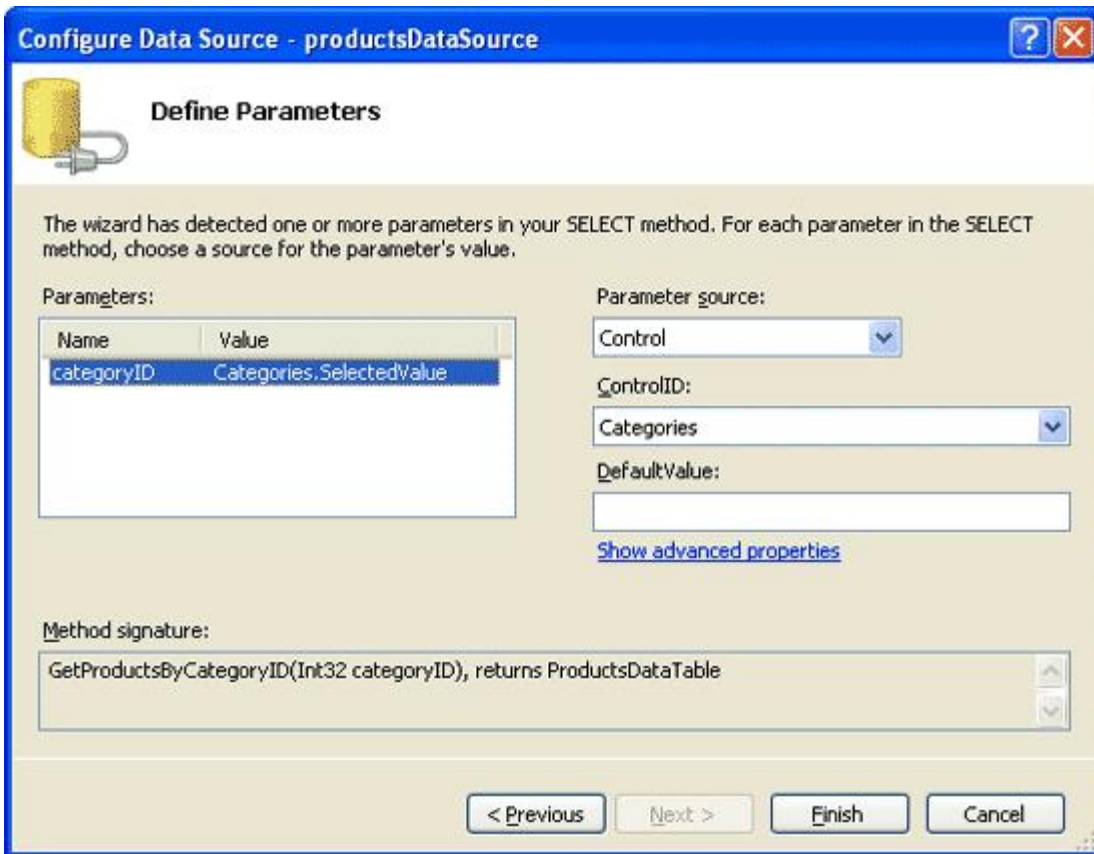 Configure Data Source - productsDataSource
Define Parameters
The wizard has detected one or more parameters in your SELECT method. For each parameter in the SELECT
method, choose a source for the parameter's value.
Parameters:
Name Value
categoryID Categories.SelectedValue
Parameter source:
Control
ControlID:
Categories
DefaultValue:
Show advanced properties
Method signature:
GetProductsByCategoryID(Int32 categoryID), returns ProductsDataTable
< Previous Next > Finish Cancel